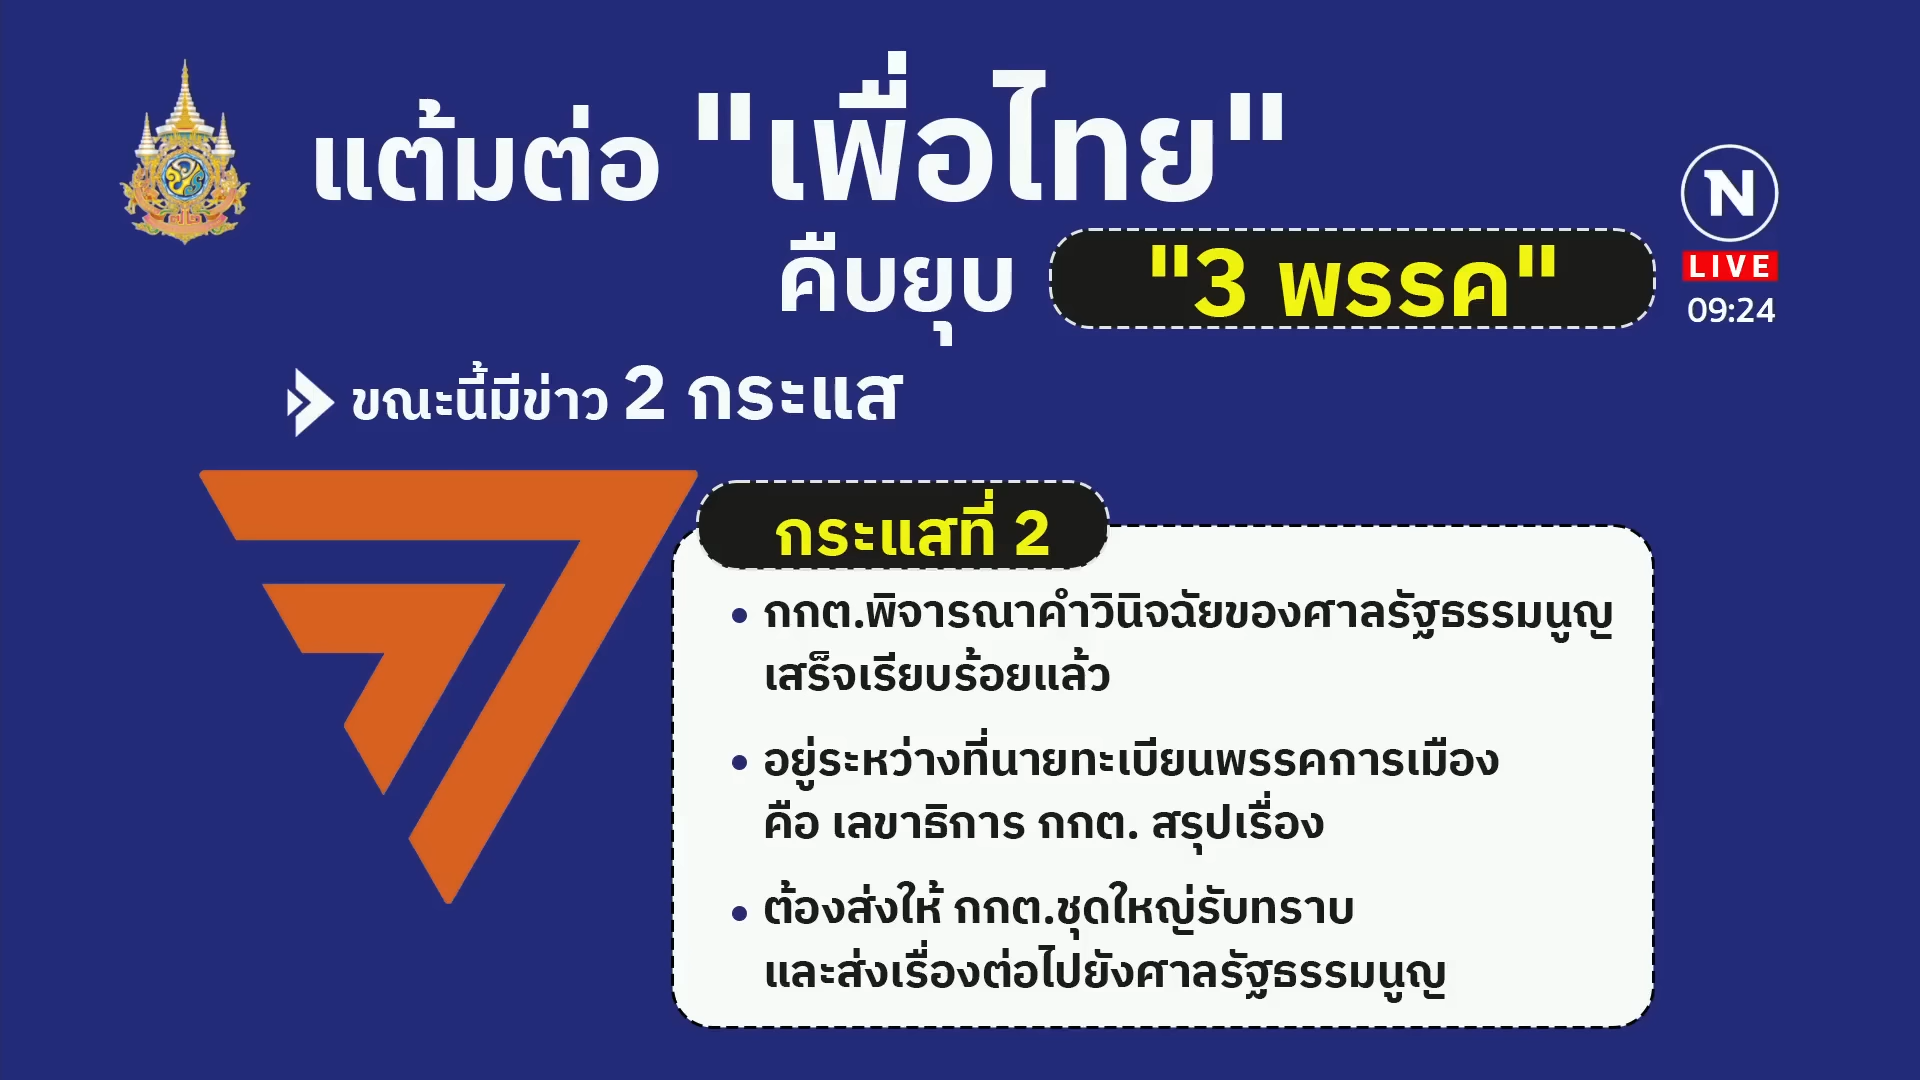 แต้มต่อ "เพื่อไทย"
คืบยุบ "3 พรรค"
N
LIVE
09:24
ขณะนี้มีข่าว 2 กระแส
กระแสที่ 2
• กกต.พิจารณาคำวินิจฉัยของศาลรัฐธรรมนูญ
เสร็จเรียบร้อยแล้ว
• อยู่ระหว่างที่นายทะเบียนพรรคการเมือง
คือ เลขาธิการ กกต. สรุปเรื่อง
• ต้องส่งให้ กกต.ชุดใหญ่รับทราบ
และส่งเรื่องต่อไปยังศาลรัฐธรรมนูญ